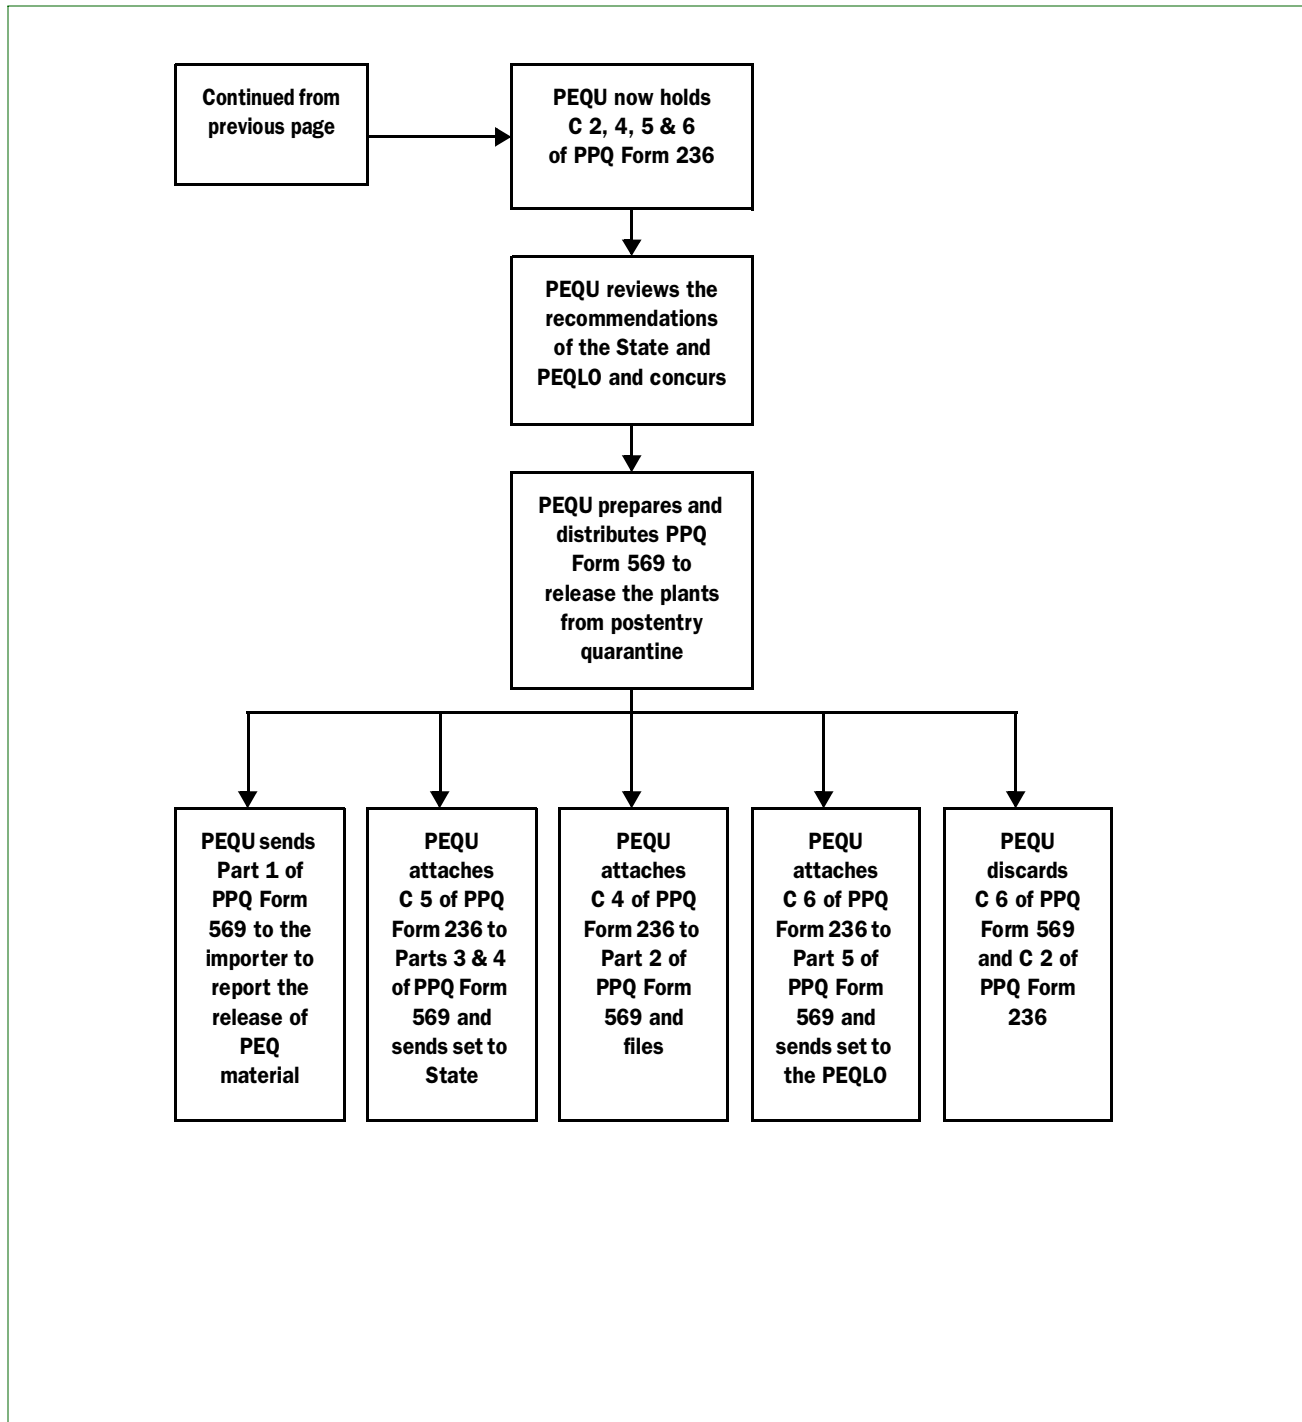 Continued from
previous page
PEQU now holds
C 2, 4, 5 & 6
of PPQ Form 236
PEQU reviews the
recommendations
of the State and
PEQLO and concurs
PEQU prepares and
distributes PPQ
Form 569 to
release the plants
from postentry
quarantine
PEQU sends
Part 1 of
PPQ Form
569 to the
importer to
report the
release of
PEQ
material
PEQU
attaches
C 5 of PPQ
Form 236 to
Parts 3 & 4
of PPQ Form
569 and
sends set to
State
PEQU
attaches
C 4 of PPQ
Form 236 to
Part 2 of
PPQ Form
569 and
files
PEQU
attaches
C 6 of PPQ
Form 236 to
Part 5 of
PPQ Form
569 and
sends set to
the PEQLO
PEQU
discards
C 6 of PPQ
Form 569
and C 2 of
PPQ Form
236